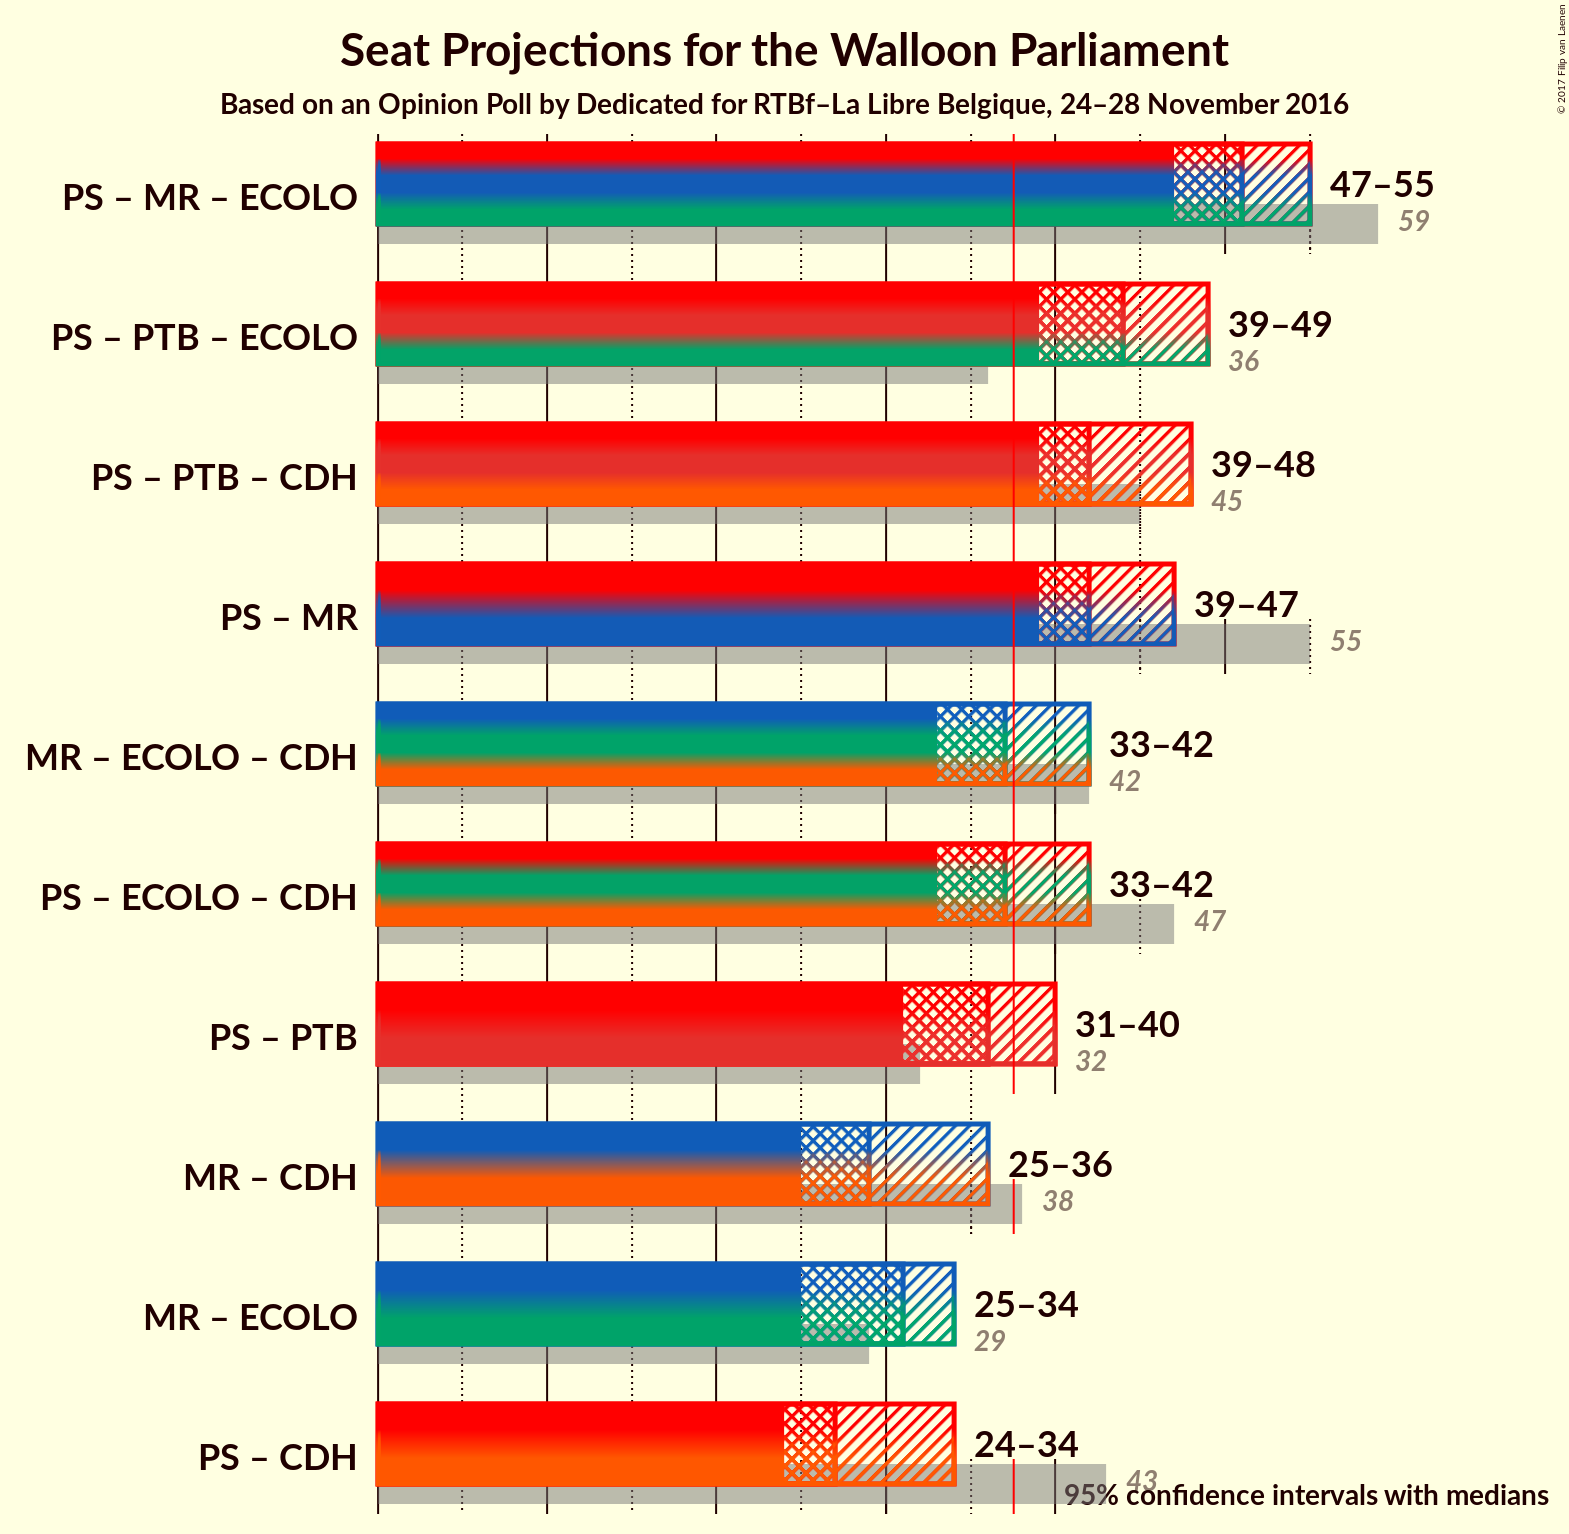 Seat Projections for the Walloon Parliament
Based on an Opinion Poll by Dedicated for RTBf–La Libre Belgique, 24–28 November 2016
© 2017 Filip van Laenen
PS – MR – ECOLO
47–55
59
PS – PTB – ECOLO
39–49
36
PS – PTB – CDH
39–48
45
PS – MR
39–47
55
MR – ECOLO – CDH
33–42
42
PS – ECOLO – CDH
33–42
47
PS – PTB
31–40
32
MR – CDH
25–36
38
MR – ECOLO
25–34
29
PS – CDH
24–34
43
95% confidence intervals with medians